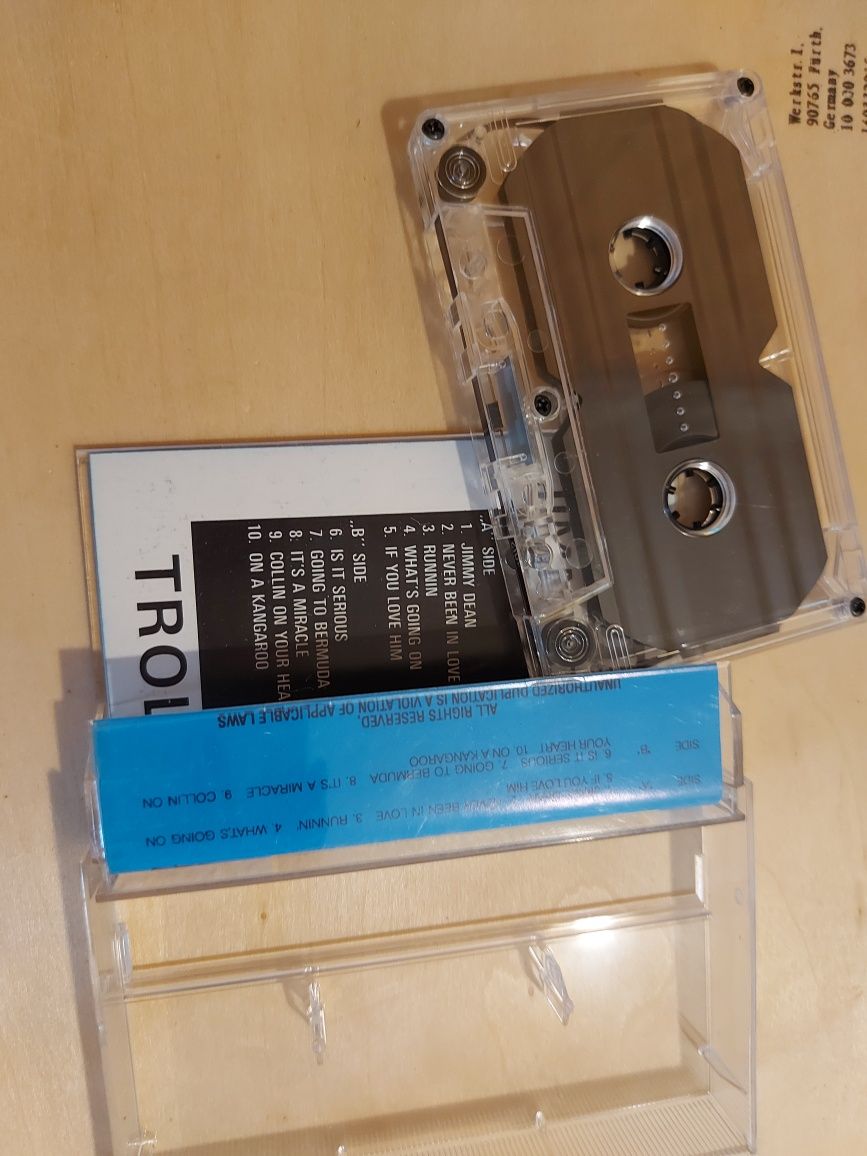 Werkstr.1,
90765 Fürth.
Germany
10 000 3673
„A” SIDE
1 JIMMY DEAN
2. NEVER BEEN IN LOVE
3. RUNNIN
4. WHAT'S GOING ON
5. IF YOU LOVE HIM
„B” SIDE
6. IS IT SERIOUS
7. GOING TO BERMUDA
8. IT'S A MIRACLE
9. COLLIN ON YOUR HEA
10. ON A KANGAROO
TROL
NEVER BEEN IN LOVE 3. RUNNIN' 4. WHAT,S GOING ON
SIDE "A" 5. IF YOU LOVE HIM
SIDE "B" 6. IS IT SERIOUS 7. GOING TO BERMUDA 8. IT'S A MIRACLE 9. COLLIN ON
YOUR HEART 10. ON A KANGAROO
ALL RIGHTS RESERVED,
UNAUTHORIZED DUPLICATION IS A VIOLATION OF APPLICABLE LAWS